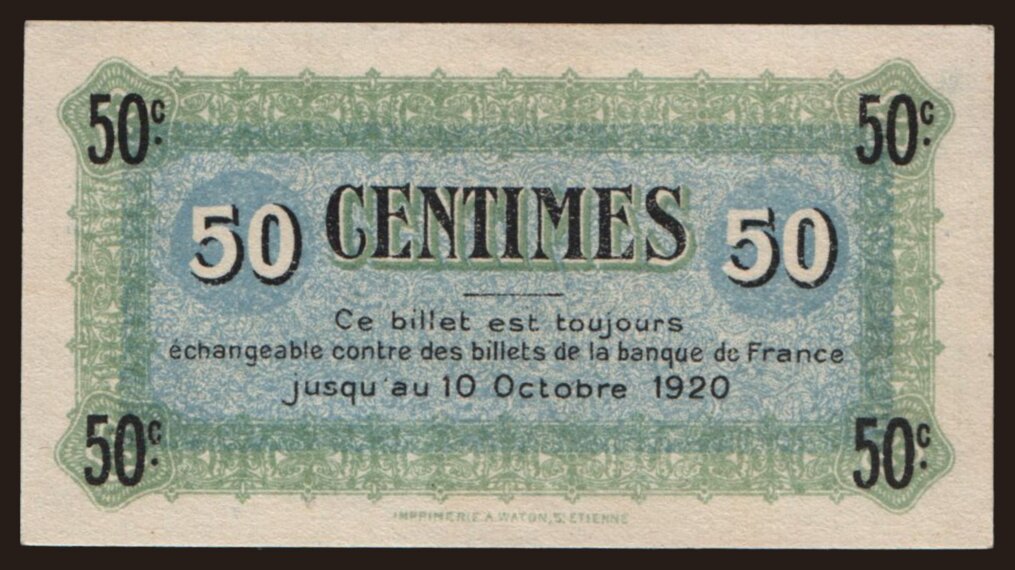 50c. 50c.
50 CENTIMES 50
Ce billet est toujours
échangeable contre des billets de la banque de France
jusqu'au 10 Octobre 1920
50c. 50c.
IMPRIMERIE A. WATON, St ETIENNE